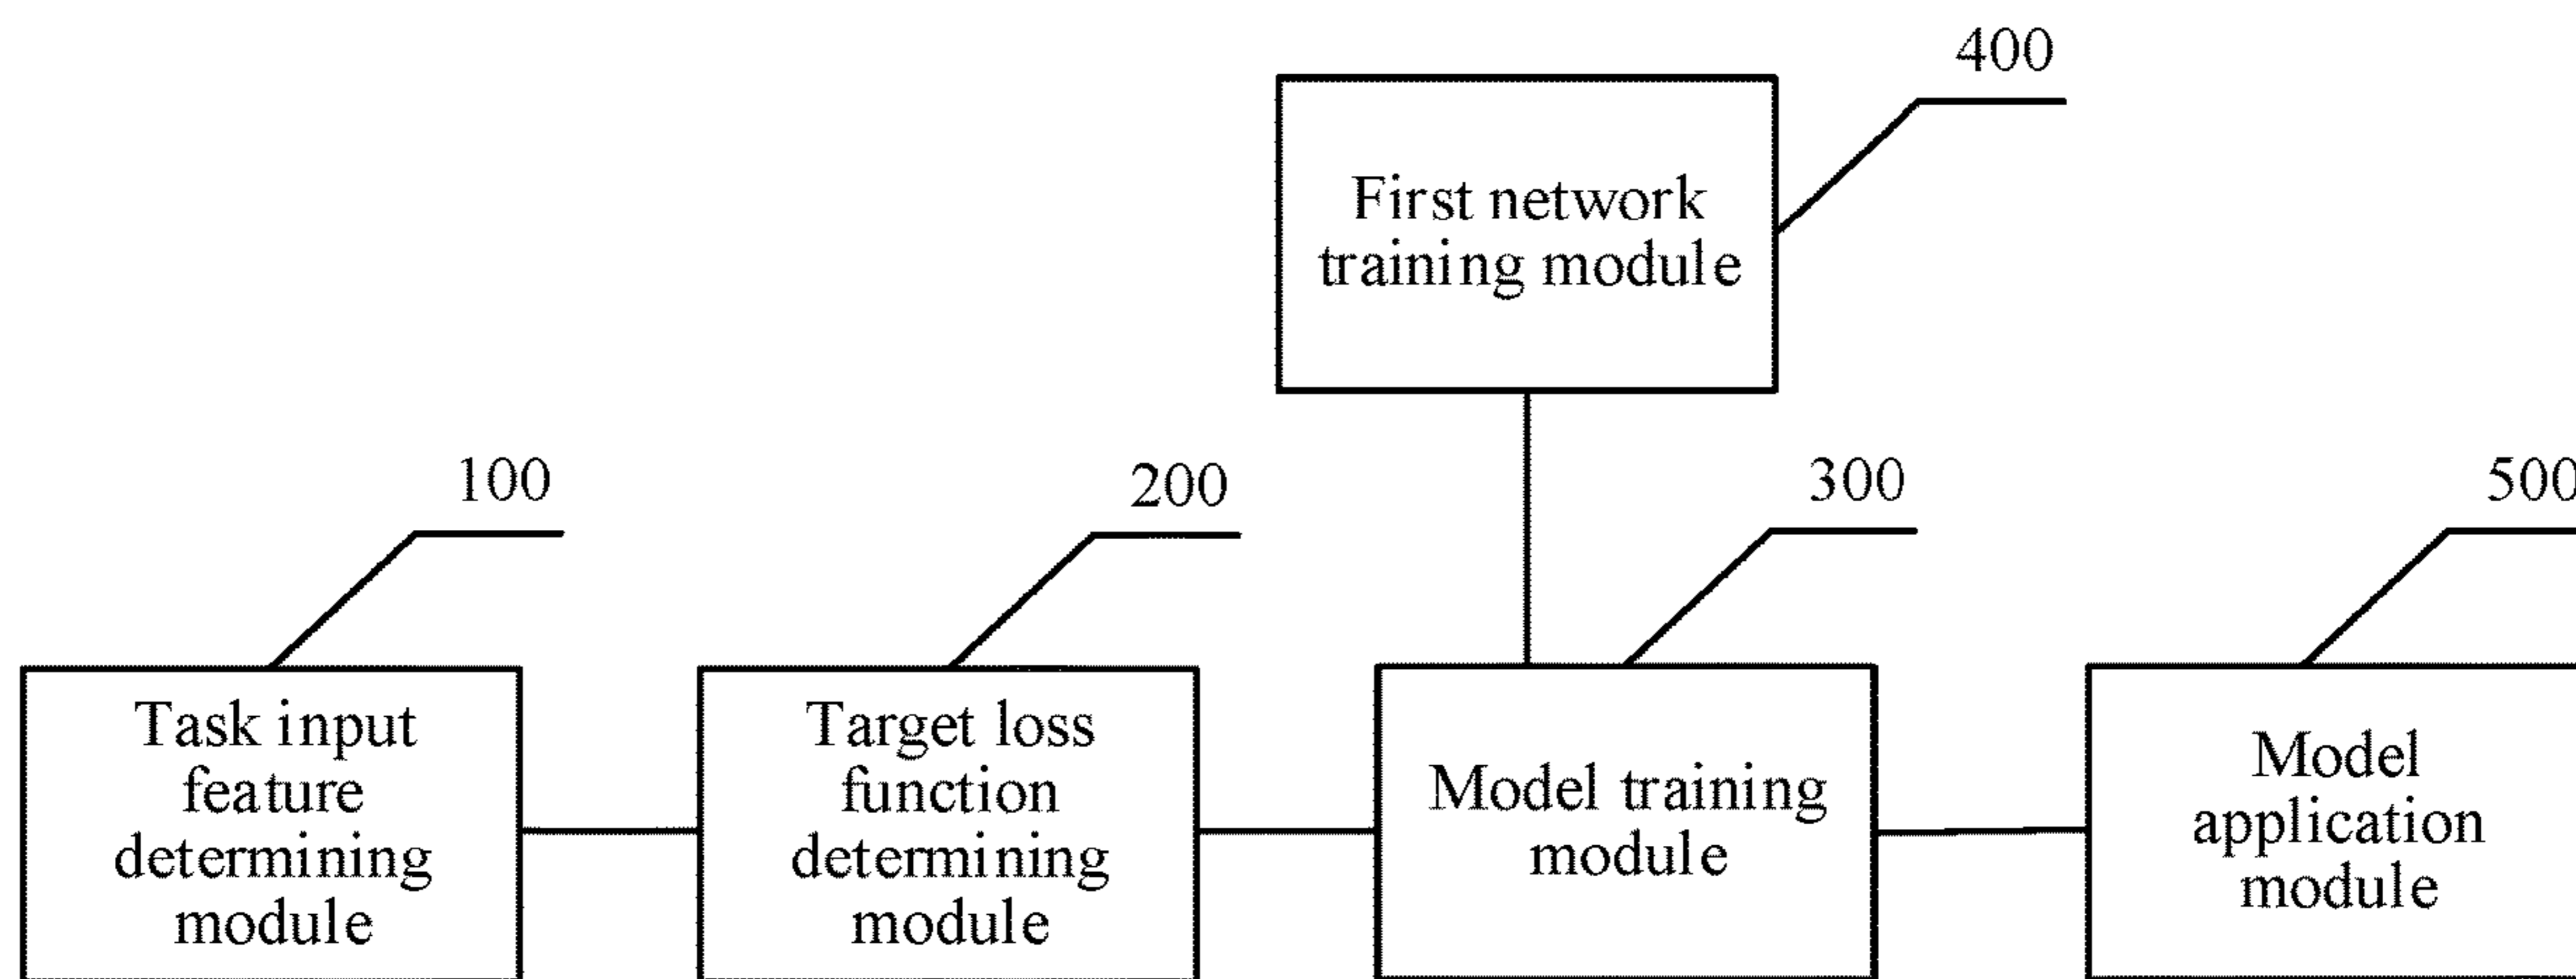 400
First network
training module
100
200
300
500
Task input
feature
determining
module
Target loss
function
determining
module
Model training
module
Model
application
module